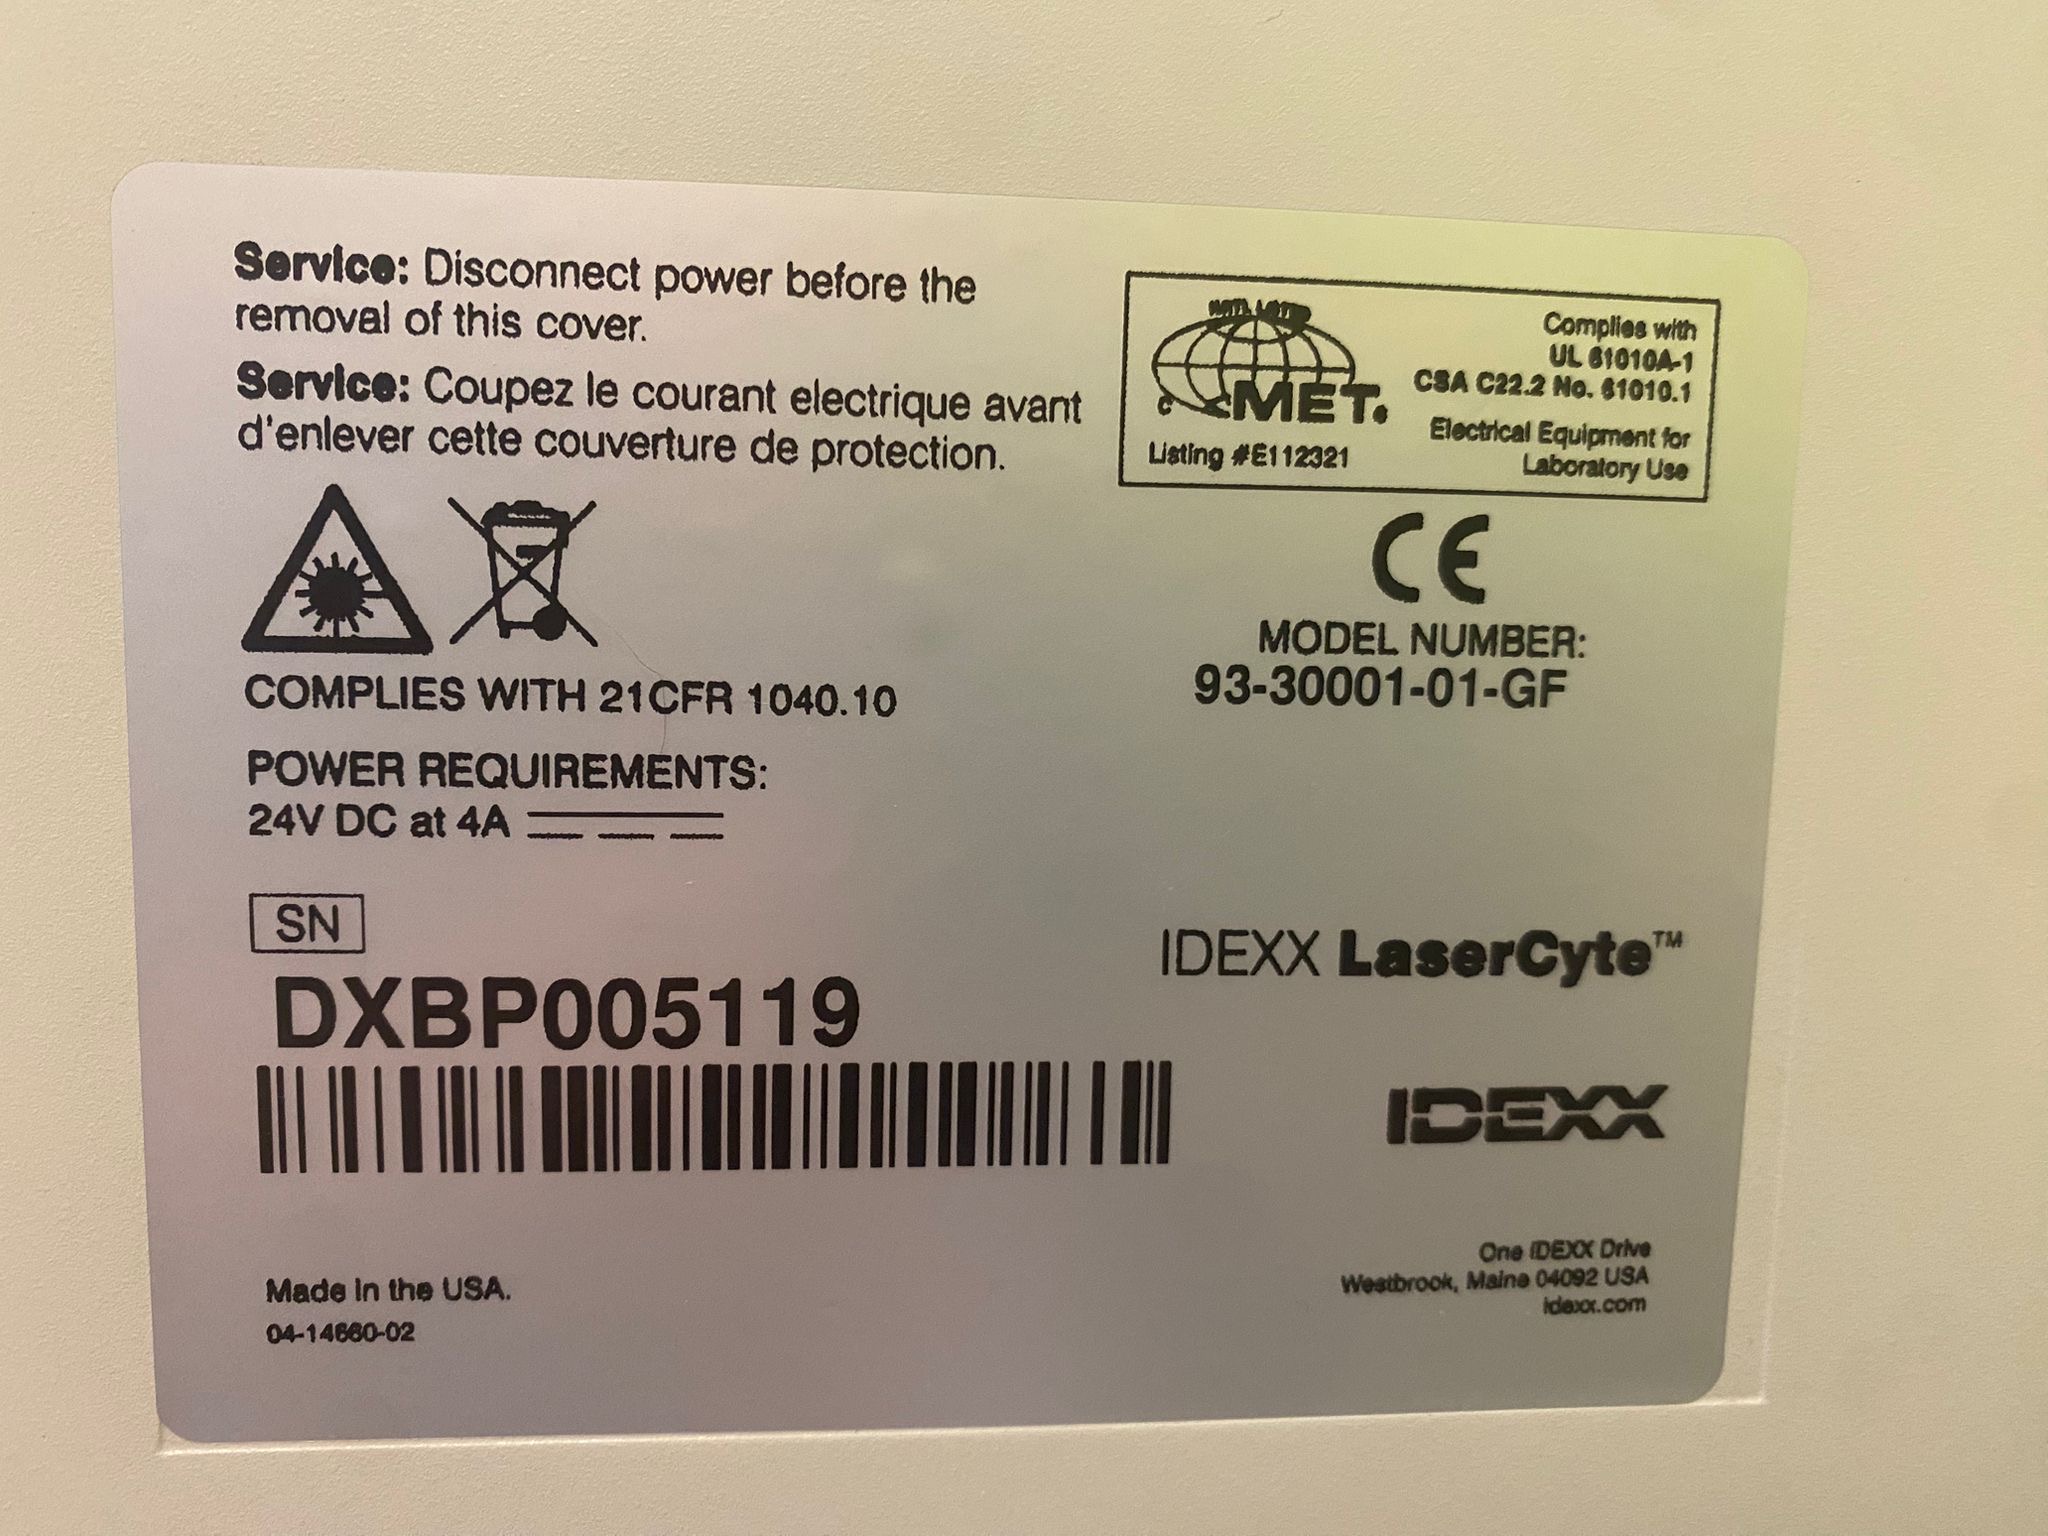 Service: Disconnect power before the
removal of this cover.
Service: Coupez le courant electrique avant
d'enlever cette couverture de protection.
NRTL LISTED
C
MET.
Listing #E112321
Complies with
UL 61010A-1
CSA C22.2 No. 61010.1
Electrical Equipment for
Laboratory Use
CE
MODEL NUMBER:
93-30001-01-GF
COMPLIES WITH 21CFR 1040.10
POWER REQUIREMENTS:
24V DC at 4A
SN
DXBP005119
IDEXX LaserCyte™
IDEXX
Made in the USA.
04-14660-02
One IDEXX Drive
Westbrook, Maine 04092 USA
idexx.com